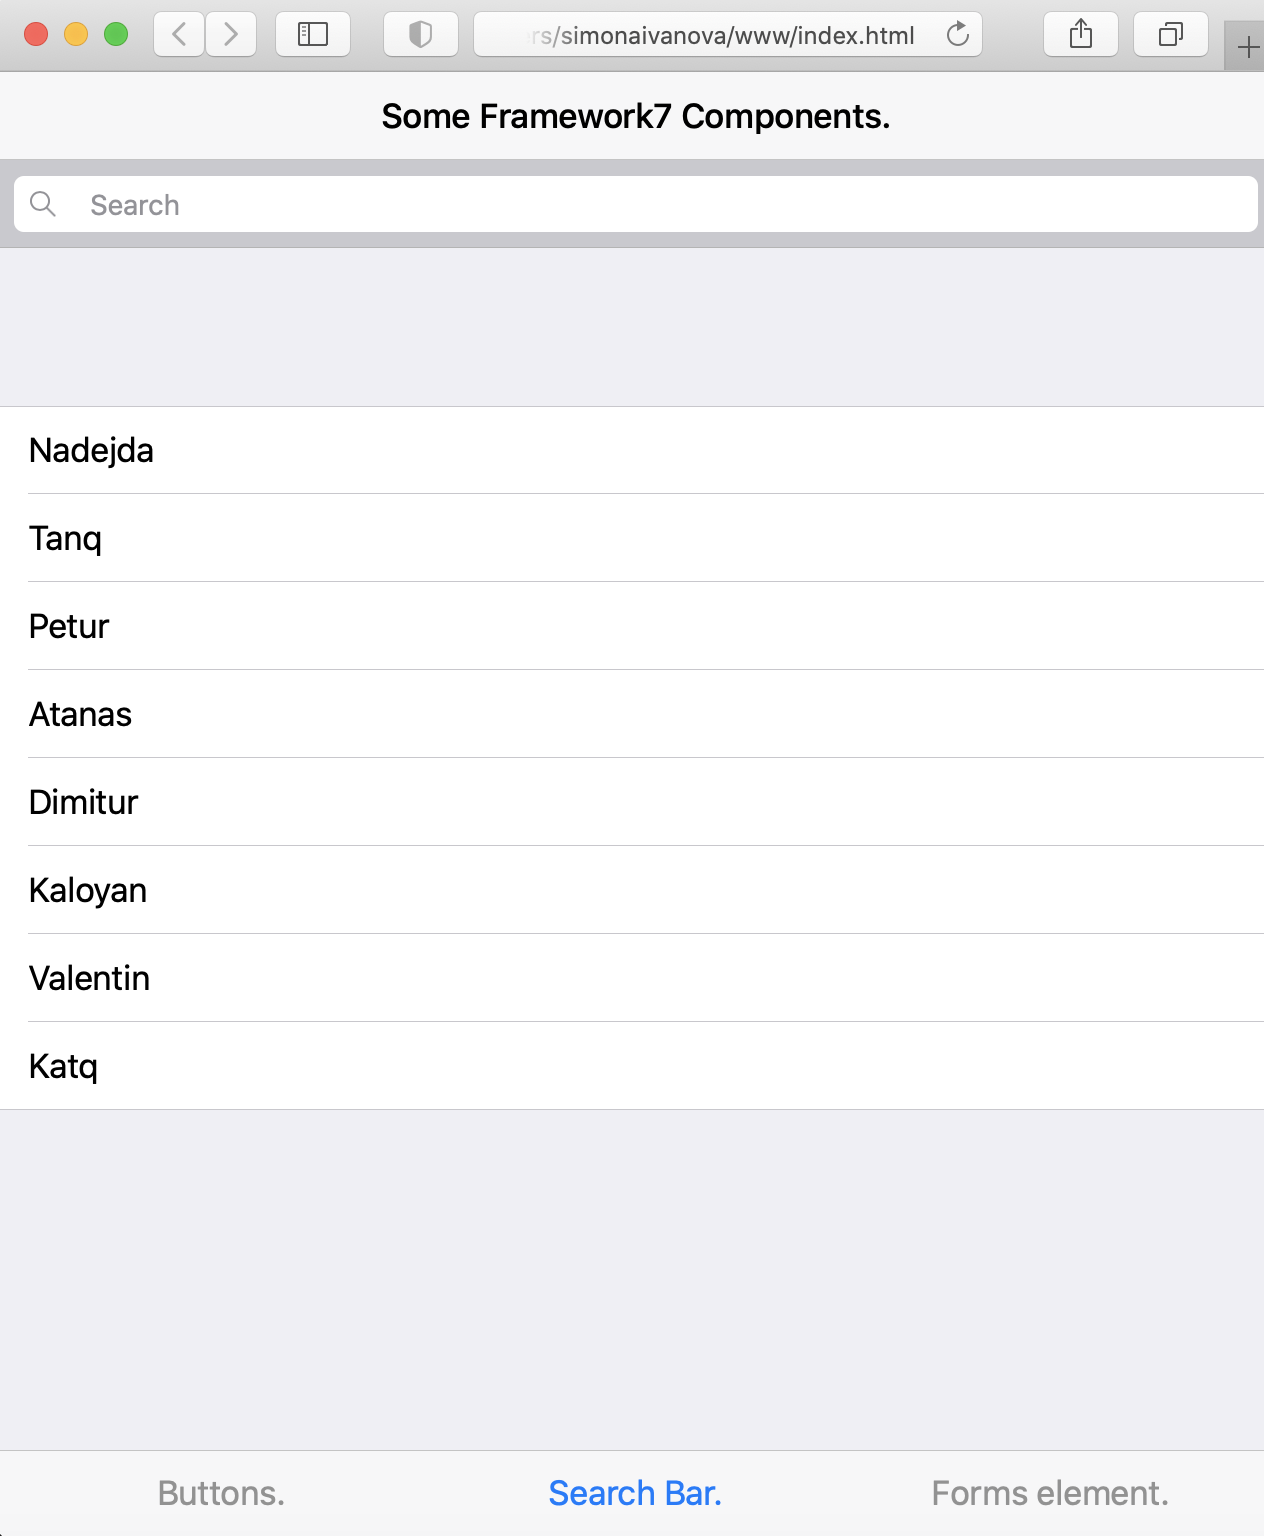 rs/simonaivanova/www/index.html
Some Framework7 Components.
Search
Nadejda
Tanq
Petur
Atanas
Dimitur
Kaloyan
Valentin
Katq
Buttons.
Search Bar.
Forms element.